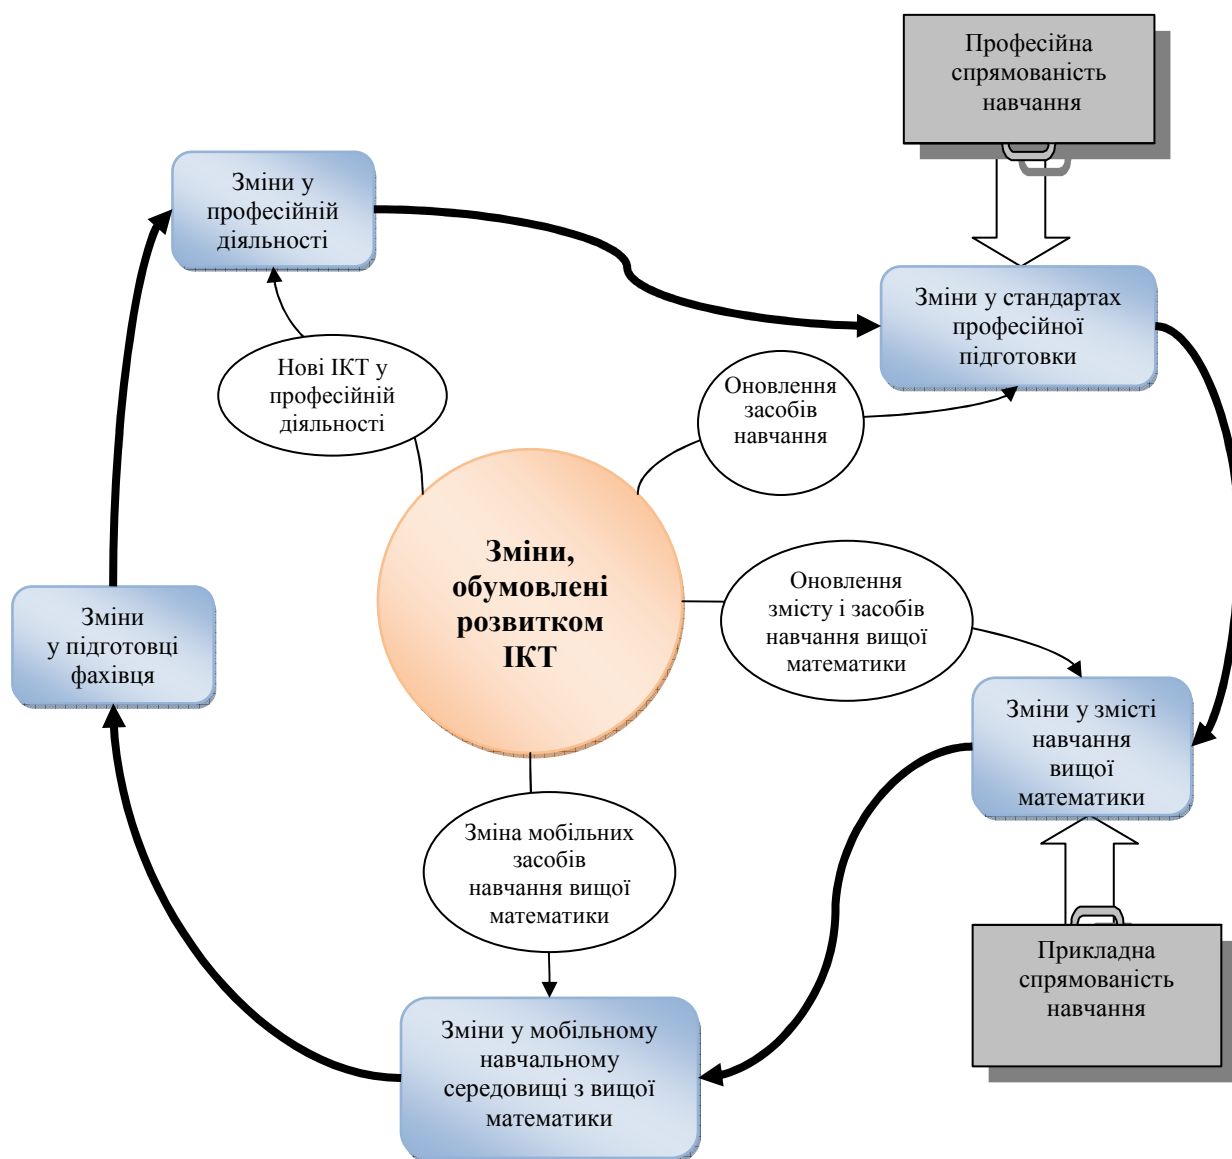 Професійна
спрямованість
навчання
Зміни у
професійній
діяльності
Зміни у стандартах
професійної
підготовки
Нові ІКТ у
професійній
діяльності
Оновлення
засобів
навчання
Зміни,
обумовлені
розвитком
ІКТ
Оновлення
змісту і засобів
навчання вищої
математики
Зміни
у підготовці
фахівця
Зміни у змісті
навчання
вищої
математики
Зміна мобільних
засобів
навчання вищої
математики
Прикладна
спрямованість
навчання
Зміни у мобільному
навчальному
середовищі з вищої
математики